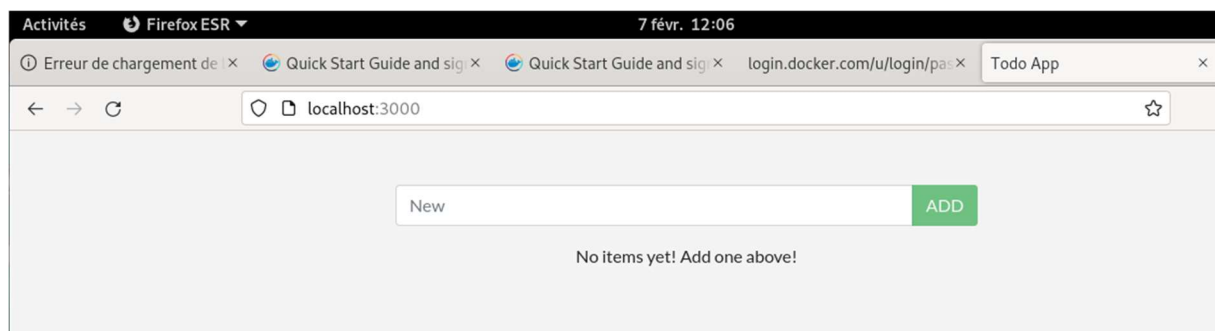 Activités Firefox ESR 7 févr. 12:06
Erreur de chargement de Quick Start Guide and sig Quick Start Guide and sig login.docker.com/u/login/pas Todo App
localhost:3000
New ADD
No items yet! Add one above!